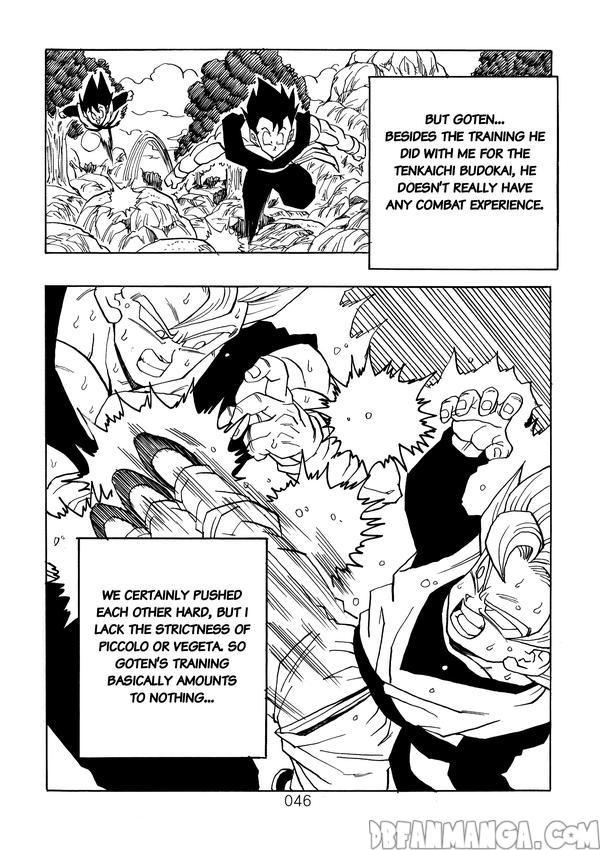 BUT GOTEN...
BESIDES THE TRAINING HE
DID WITH ME FOR THE
TENKAICHI BUDOKAI, HE
DOESN'T REALLY HAVE
ANY COMBAT EXPERIENCE.
WE CERTAINLY PUSHED
EACH OTHER HARD, BUT I
LACK THE STRICTNESS OF
PICCOLO OR VEGETA. SO
GOTEN'S TRAINING
BASICALLY AMOUNTS
TO NOTHING...
046
DBFANMANGA.COM